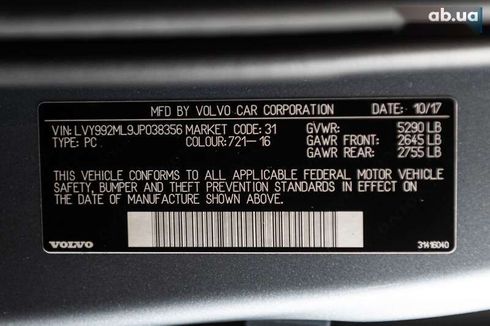 ab.ua
MFD BY VOLVO CAR CORPORATION DATE: 10/17
VIN: LVY992ML9JP038356 MARKET CODE: 31 GVWR: 5290 LB
TYPE: PC COLOUR: 721-16 GAWR FRONT: 2645 LB
GAWR REAR: 2755 LB
THIS VEHICLE CONFORMS TO ALL APPLICABLE FEDERAL MOTOR VEHICLE
SAFETY, BUMPER AND THEFT PREVENTION STANDARDS IN EFFECT ON
THE DATE OF MANUFACTURE SHOWN ABOVE.
VOLVO 31416040